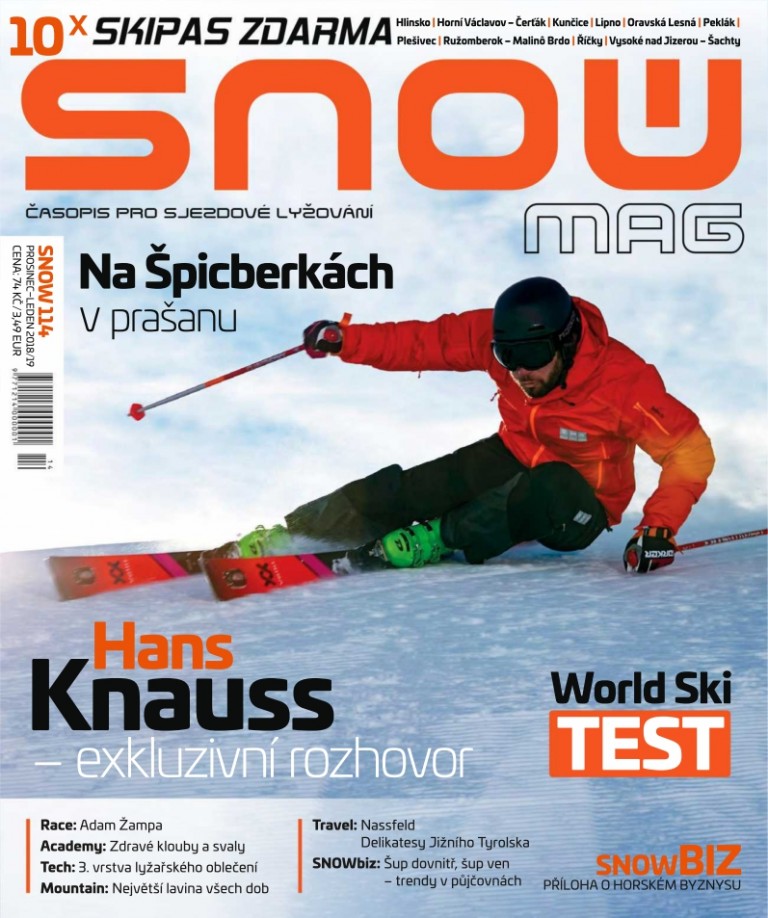 10x SKIPAS ZDARMA
Hlinsko | Horní Václavov – Čerťák | Kunčice | Lipno | Oravská Lesná | Peklák |
Plešivec | Ružomberok – Malinô Brdo | Říčky | Vysoké nad Jizerou – Šachty
SNOW
ČASOPIS PRO SJEZDOVÉ LYŽOVÁNÍ
MAG
SNOW 114
PROSINEC–LEDEN 2018/19
CENA: 74 KČ / 3,49 EUR
Na Špicberkách
v prašanu
Hans
Knauss
– exkluzivní rozhovor
World Ski
TEST
Race: Adam Žampa
Academy: Zdravé klouby a svaly
Tech: 3. vrstva lyžařského oblečení
Mountain: Největší lavina všech dob
Travel: Nassfeld
Delikatesy Jižního Tyrolska
SNOWbiz: Šup dovnitř, šup ven
– trendy v půjčovnách
SNOWBIZ
PŘÍLOHA O HORSKÉM BYZNYSU